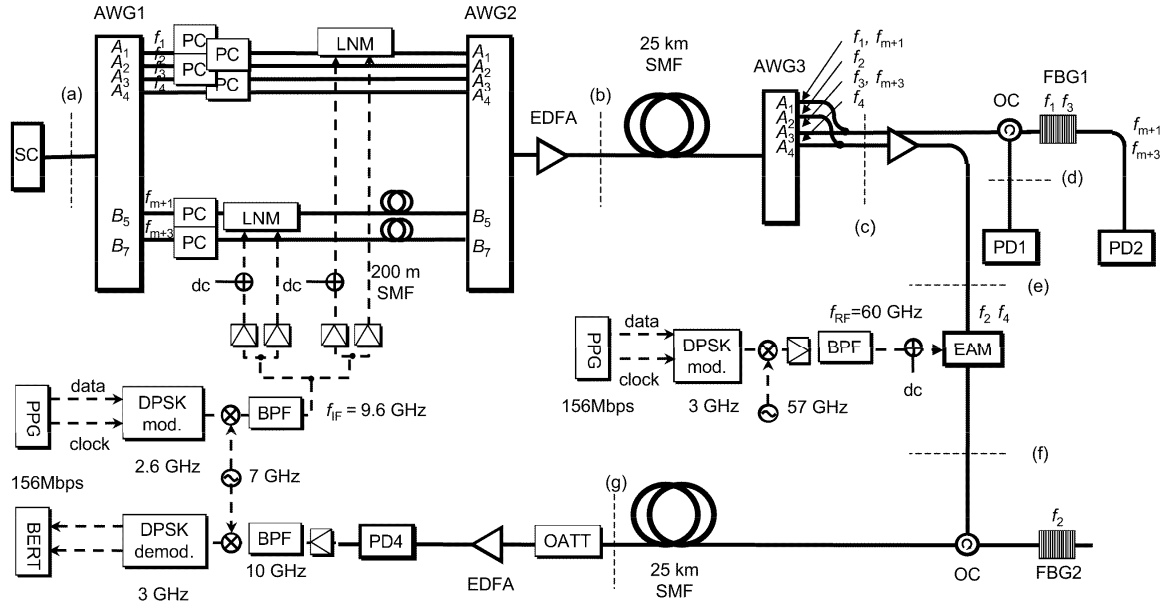 AWG1
AWG2
f1
f2
f3
f4
PC
PC
PC
PC
LNM
A1
A2
A3
A4
A1
A2
A3
A4
(a)
SC
EDFA
(b)
25 km
SMF
AWG3
f1, fm+1
f2
f3, fm+3
f4
A1
A2
A3
A4
OC
FBG1
f1 f3
fm+1
fm+3
(c)
(d)
PD1
PD2
fm+1
fm+3
PC
PC
LNM
B5
B7
B5
B7
200 m
SMF
dc
dc
(e)
f2 f4
fRF=60 GHz
PPG
data
clock
DPSK
mod.
BPF
EAM
dc
156Mbps
3 GHz
57 GHz
PPG
data
clock
DPSK
mod.
BPF
fIF = 9.6 GHz
2.6 GHz
7 GHz
156Mbps
(f)
(g)
BERT
DPSK
demod.
BPF
PD4
OATT
3 GHz
10 GHz
EDFA
25 km
SMF
OC
f2
FBG2